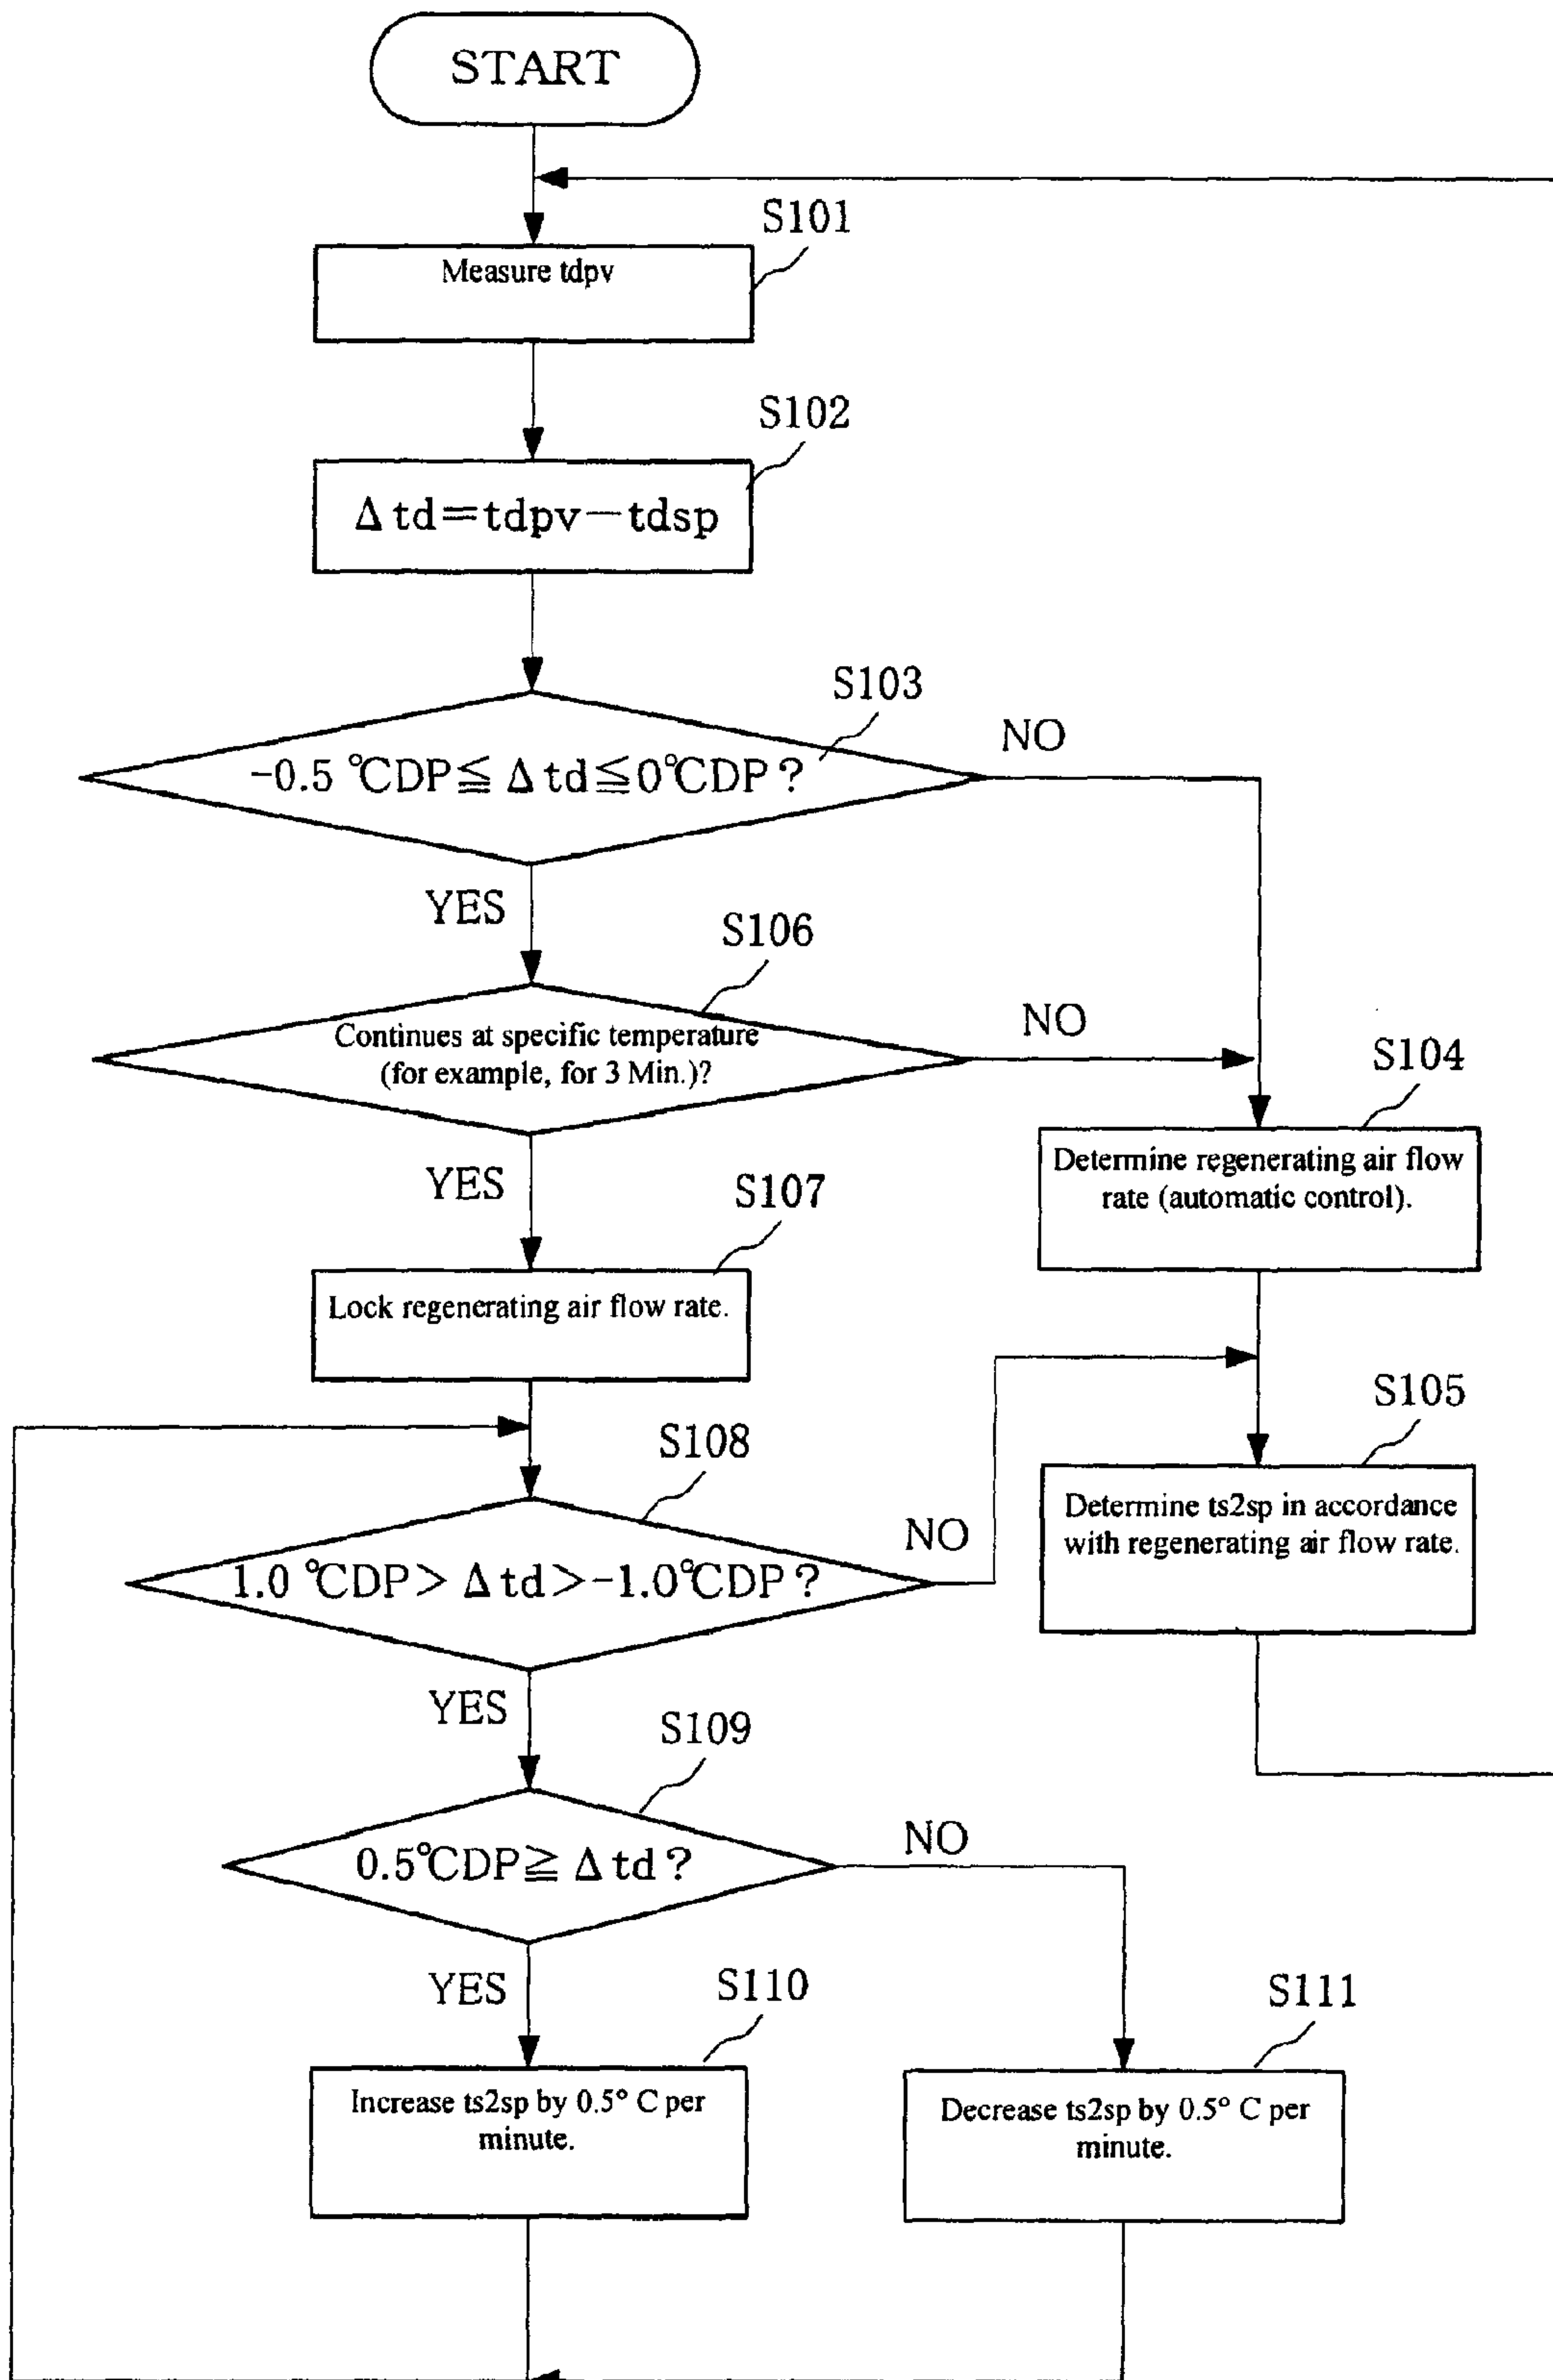 START
S101
Measure tdpv
S102
Δtd=tdpv−tdsp
S103
-0.5 ℃DP≦ Δtd≦0℃DP?
NO
YES
S106
Continues at specific temperature
(for example, for 3 Min.)?
NO
YES
S104
Determine regenerating air flow
rate (automatic control).
S107
Lock regenerating air flow rate.
S105
Determine ts2sp in accordance
with regenerating air flow rate.
S108
1.0 ℃DP> Δtd>-1.0℃DP?
NO
YES
S109
0.5℃DP≧ Δtd?
NO
YES
S110
Increase ts2sp by 0.5° C per
minute.
S111
Decrease ts2sp by 0.5° C per
minute.